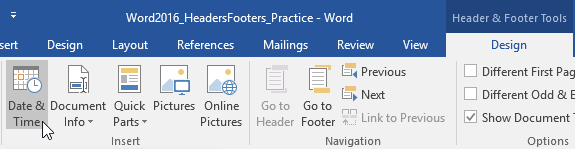 Word2016_HeadersFooters_Practice - Word
Header & Footer Tools
Design Layout References Mailings Review View Design
Date & Time
Document Info
Quick Parts
Pictures
Online Pictures
Insert
Go to Header
Go to Footer
Previous
Next
Link to Previous
Navigation
Different First
Different Odd &
Show Document
Options